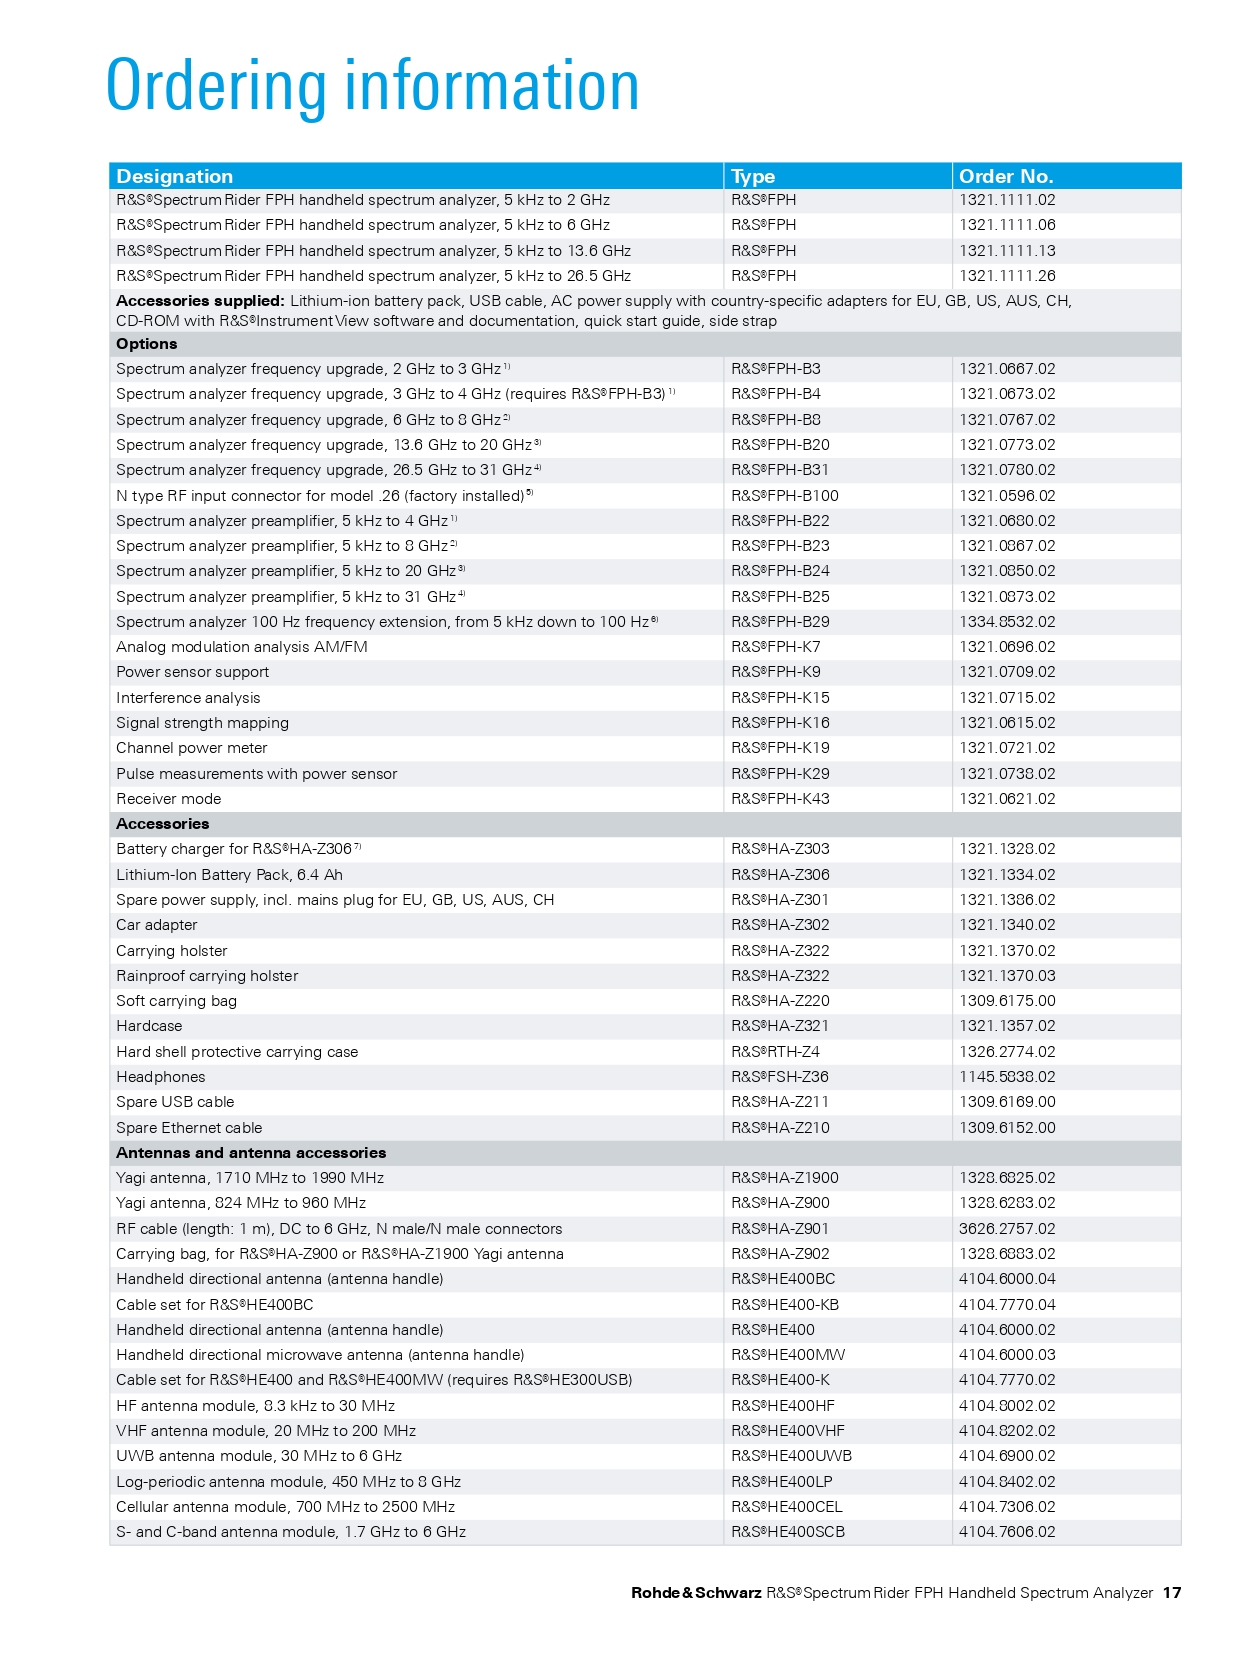 Ordering information
Designation Type Order No.
R&S®Spectrum Rider FPH handheld spectrum analyzer, 5 kHz to 2 GHz R&S®FPH 1321.1111.02
R&S®Spectrum Rider FPH handheld spectrum analyzer, 5 kHz to 6 GHz R&S®FPH 1321.1111.06
R&S®Spectrum Rider FPH handheld spectrum analyzer, 5 kHz to 13.6 GHz R&S®FPH 1321.1111.13
R&S®Spectrum Rider FPH handheld spectrum analyzer, 5 kHz to 26.5 GHz R&S®FPH 1321.1111.26
Accessories supplied: Lithium-ion battery pack, USB cable, AC power supply with country-specific adapters for EU, GB, US, AUS, CH,
CD-ROM with R&S®InstrumentView software and documentation, quick start guide, side strap
Options
Spectrum analyzer frequency upgrade, 2 GHz to 3 GHz 1) R&S®FPH-B3 1321.0667.02
Spectrum analyzer frequency upgrade, 3 GHz to 4 GHz (requires R&S®FPH-B3) 1) R&S®FPH-B4 1321.0673.02
Spectrum analyzer frequency upgrade, 6 GHz to 8 GHz 2) R&S®FPH-B8 1321.0767.02
Spectrum analyzer frequency upgrade, 13.6 GHz to 20 GHz 3) R&S®FPH-B20 1321.0773.02
Spectrum analyzer frequency upgrade, 26.5 GHz to 31 GHz 4) R&S®FPH-B31 1321.0780.02
N type RF input connector for model .26 (factory installed) 5) R&S®FPH-B100 1321.0596.02
Spectrum analyzer preamplifier, 5 kHz to 4 GHz 1) R&S®FPH-B22 1321.0680.02
Spectrum analyzer preamplifier, 5 kHz to 8 GHz 2) R&S®FPH-B23 1321.0867.02
Spectrum analyzer preamplifier, 5 kHz to 20 GHz 3) R&S®FPH-B24 1321.0850.02
Spectrum analyzer preamplifier, 5 kHz to 31 GHz 4) R&S®FPH-B25 1321.0873.02
Spectrum analyzer 100 Hz frequency extension, from 5 kHz down to 100 Hz 6) R&S®FPH-B29 1334.8532.02
Analog modulation analysis AM/FM R&S®FPH-K7 1321.0696.02
Power sensor support R&S®FPH-K9 1321.0709.02
Interference analysis R&S®FPH-K15 1321.0715.02
Signal strength mapping R&S®FPH-K16 1321.0615.02
Channel power meter R&S®FPH-K19 1321.0721.02
Pulse measurements with power sensor R&S®FPH-K29 1321.0738.02
Receiver mode R&S®FPH-K43 1321.0621.02
Accessories
Battery charger for R&S®HA-Z306 7) R&S®HA-Z303 1321.1328.02
Lithium-Ion Battery Pack, 6.4 Ah R&S®HA-Z306 1321.1334.02
Spare power supply, incl. mains plug for EU, GB, US, AUS, CH R&S®HA-Z301 1321.1386.02
Car adapter R&S®HA-Z302 1321.1340.02
Carrying holster R&S®HA-Z322 1321.1370.02
Rainproof carrying holster R&S®HA-Z322 1321.1370.03
Soft carrying bag R&S®HA-Z220 1309.6175.00
Hardcase R&S®HA-Z321 1321.1357.02
Hard shell protective carrying case R&S®RTH-Z4 1326.2774.02
Headphones R&S®FSH-Z36 1145.5838.02
Spare USB cable R&S®HA-Z211 1309.6169.00
Spare Ethernet cable R&S®HA-Z210 1309.6152.00
Antennas and antenna accessories
Yagi antenna, 1710 MHz to 1990 MHz R&S®HA-Z1900 1328.6825.02
Yagi antenna, 824 MHz to 960 MHz R&S®HA-Z900 1328.6283.02
RF cable (length: 1 m), DC to 6 GHz, N male/N male connectors R&S®HA-Z901 3626.2757.02
Carrying bag, for R&S®HA-Z900 or R&S®HA-Z1900 Yagi antenna R&S®HA-Z902 1328.6883.02
Handheld directional antenna (antenna handle) R&S®HE400BC 4104.6000.04
Cable set for R&S®HE400BC R&S®HE400-KB 4104.7770.04
Handheld directional antenna (antenna handle) R&S®HE400 4104.6000.02
Handheld directional microwave antenna (antenna handle) R&S®HE400MW 4104.6000.03
Cable set for R&S®HE400 and R&S®HE400MW (requires R&S®HE300USB) R&S®HE400-K 4104.7770.02
HF antenna module, 8.3 kHz to 30 MHz R&S®HE400HF 4104.8002.02
VHF antenna module, 20 MHz to 200 MHz R&S®HE400VHF 4104.8202.02
UWB antenna module, 30 MHz to 6 GHz R&S®HE400UWB 4104.6900.02
Log-periodic antenna module, 450 MHz to 8 GHz R&S®HE400LP 4104.8402.02
Cellular antenna module, 700 MHz to 2500 MHz R&S®HE400CEL 4104.7306.02
S- and C-band antenna module, 1.7 GHz to 6 GHz R&S®HE400SCB 4104.7606.02
Rohde & Schwarz R&S®Spectrum Rider FPH Handheld Spectrum Analyzer 17